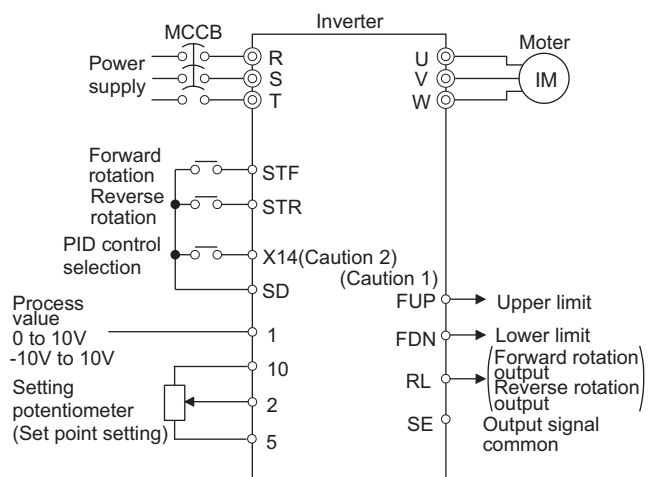 Inverter
MCCB
Power
supply
R
S
T
U
V
W
Moter
IM
Forward
rotation
Reverse
rotation
PID control
selection
STF
STR
X14(Caution 2)
SD
Process
value
0 to 10V
-10V to 10V
1
Setting
potentiometer
(Set point setting)
10
2
5
(Caution 1)
FUP
Upper limit
FDN
Lower limit
RL
(Forward rotation
output
Reverse rotation
output)
SE
Output signal
common